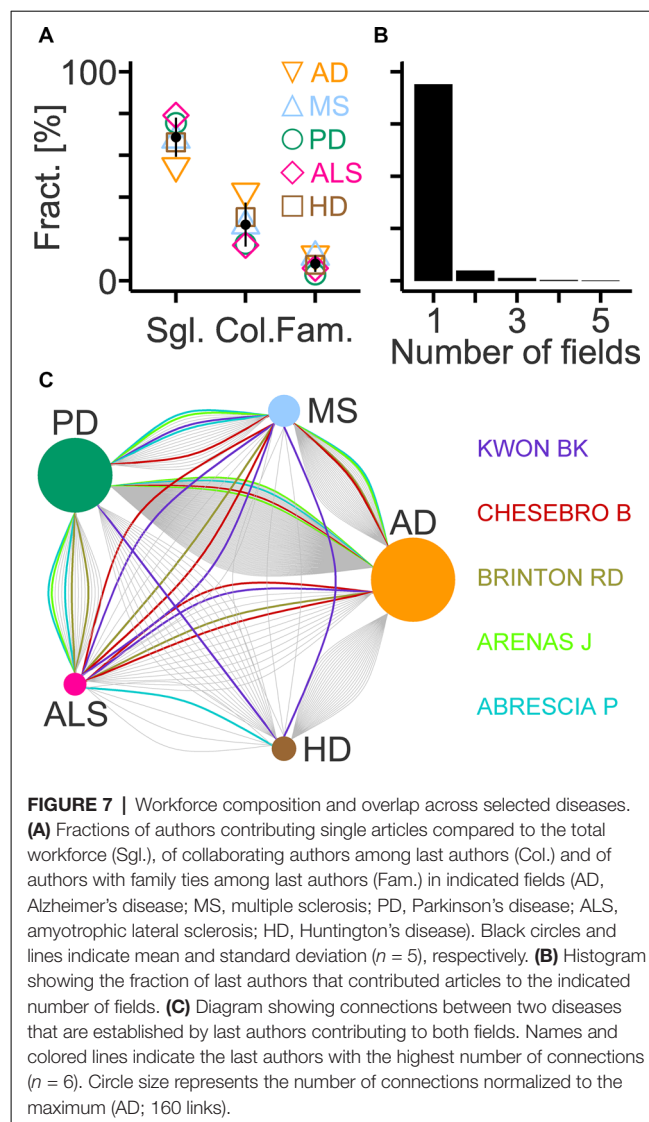 A
B
100
Fract. [%]
0
AD
MS
PD
ALS
HD
Sgl. Col. Fam.
1 3 5
Number of fields
C
PD
MS
AD
ALS
HD
KWON BK
CHESEBRO B
BRINTON RD
ARENAS J
ABRESCIA P
FIGURE 7 | Workforce composition and overlap across selected diseases.
(A) Fractions of authors contributing single articles compared to the total
workforce (Sgl.), of collaborating authors among last authors (Col.) and of
authors with family ties among last authors (Fam.) in indicated fields (AD,
Alzheimer's disease; MS, multiple sclerosis; PD, Parkinson's disease; ALS,
amyotrophic lateral sclerosis; HD, Huntington's disease). Black circles and
lines indicate mean and standard deviation (n = 5), respectively. (B) Histogram
showing the fraction of last authors that contributed articles to the indicated
number of fields. (C) Diagram showing connections between two diseases
that are established by last authors contributing to both fields. Names and
colored lines indicate the last authors with the highest number of connections
(n = 6). Circle size represents the number of connections normalized to the
maximum (AD; 160 links).